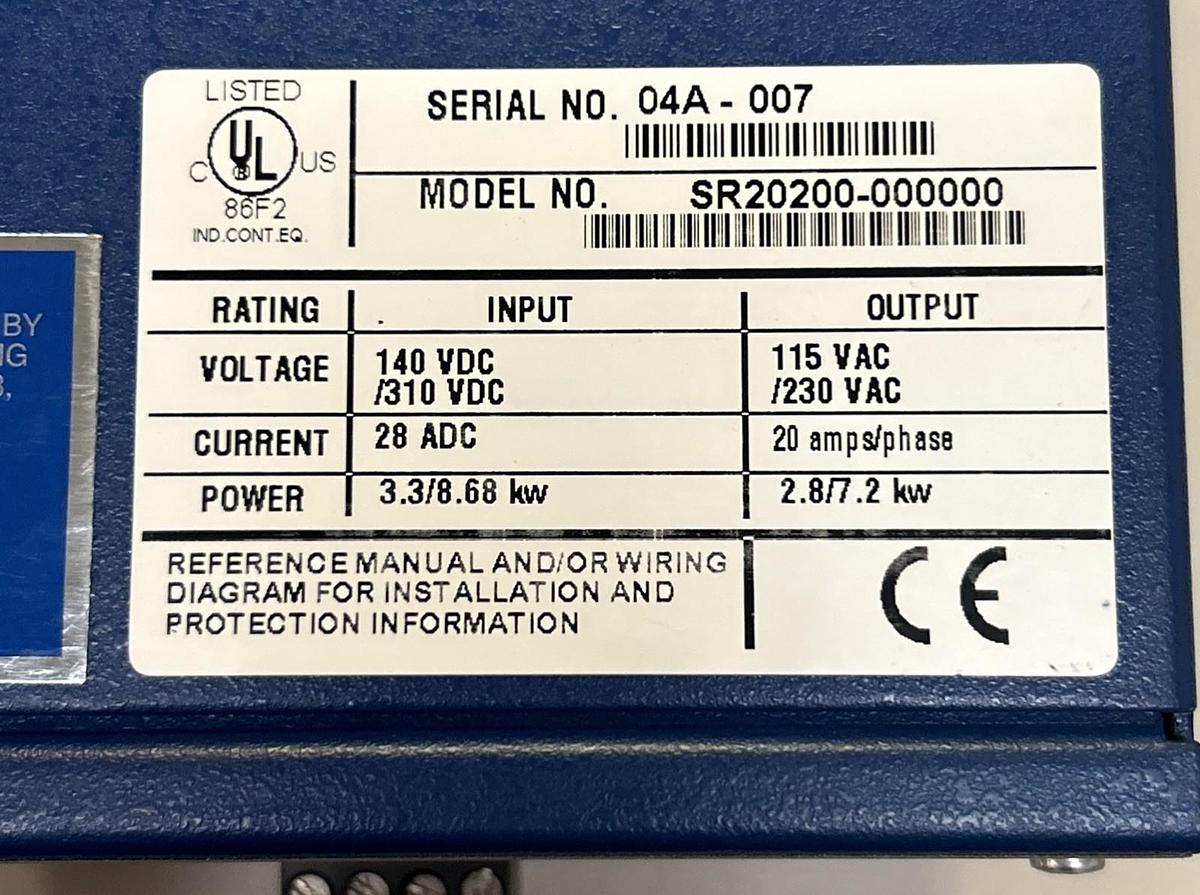 LISTED
C UL US
®
86F2
IND.CONT.EQ.
SERIAL NO. 04A - 007
MODEL NO. SR20200-000000
RATING INPUT OUTPUT
VOLTAGE 140 VDC 115 VAC
/310 VDC /230 VAC
CURRENT 28 ADC 20 amps/phase
POWER 3.3/8.68 kw 2.8/7.2 kw
REFERENCE MANUAL AND/OR WIRING
DIAGRAM FOR INSTALLATION AND
PROTECTION INFORMATION
CE
BY